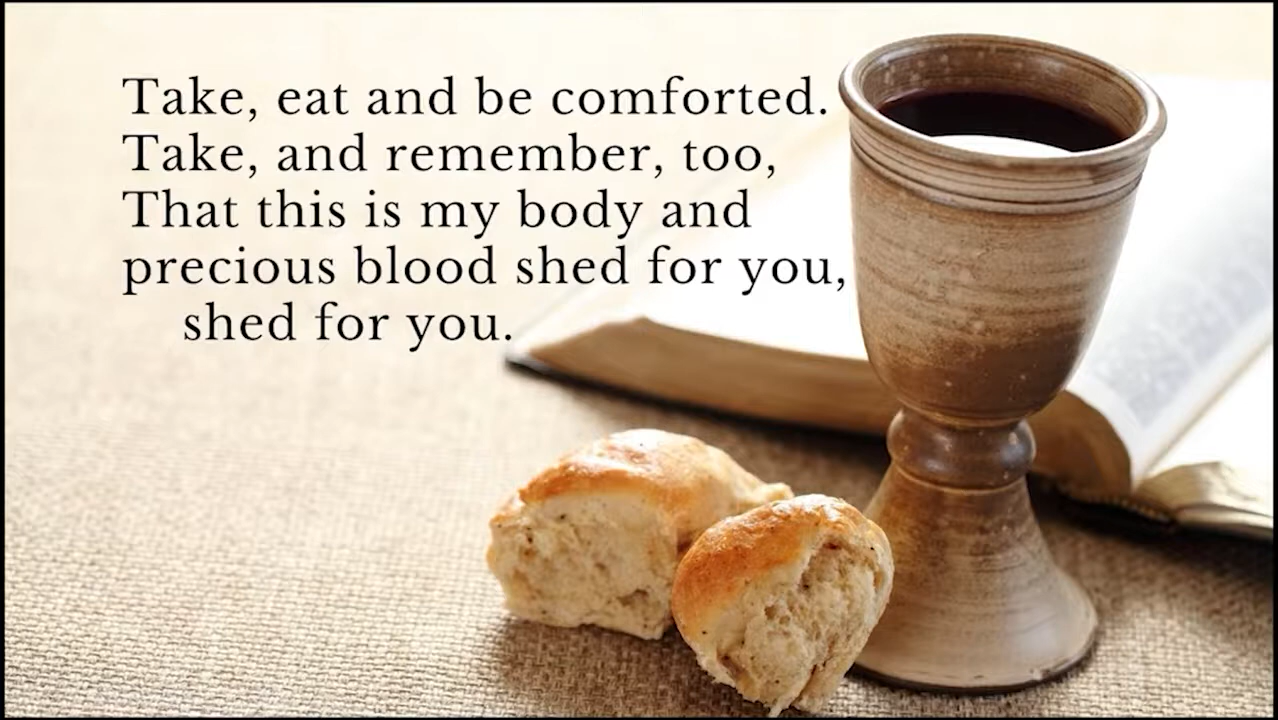 Take, eat and be comforted.
Take, and remember, too,
That this is my body and
precious blood shed for you,
shed for you.